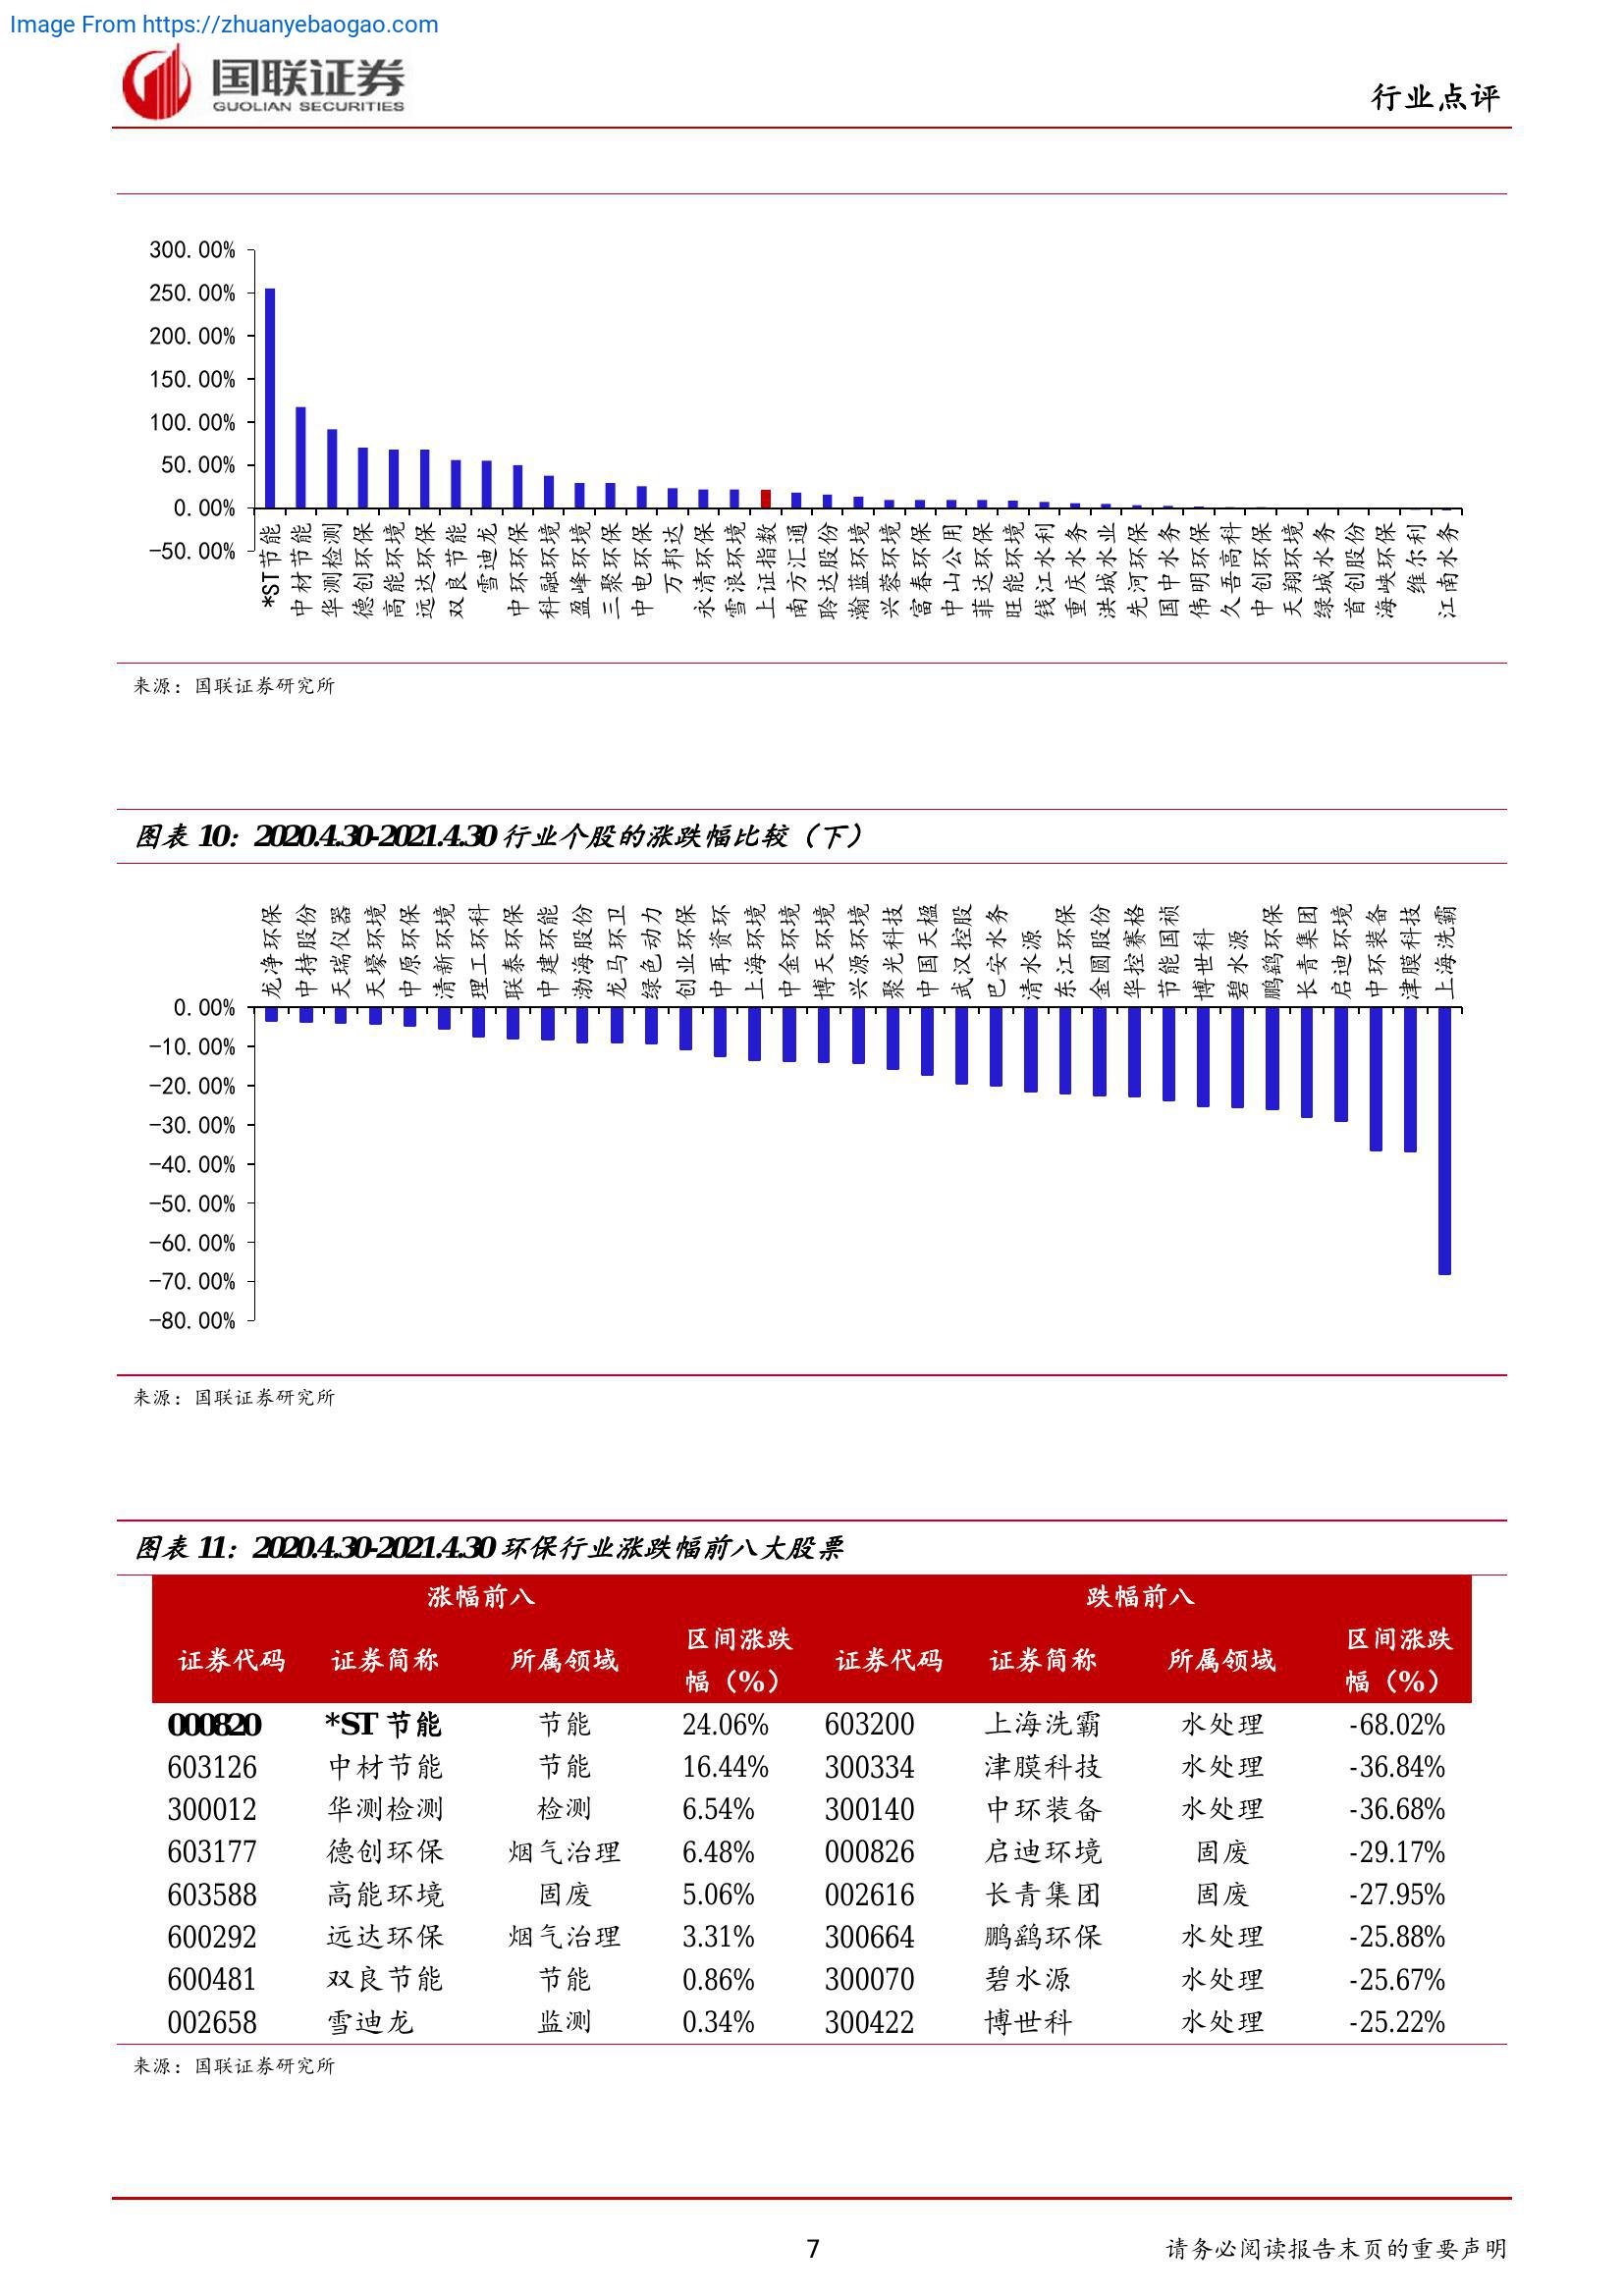 Image From https://zhuanyebaogao.com
国联证券
GUOLIAN SECURITIES
行业点评
300.00%
250.00%
200.00%
150.00%
100.00%
50.00%
0.00%
-50.00%
*ST节能
中材节能
华测检测
德创环保
高能环境
远达环保
双良节能
雪迪龙
中环环保
科融环境
盈峰环境
三聚环保
中电环保
万邦达
永清环保
雪浪环境
上证指数
南方汇通
聆达股份
瀚蓝环境
兴蓉环境
富春环保
中山公用
菲达环保
旺能环境
钱江水利
重庆水务
洪城水业
先河环保
国中水务
伟明环保
久吾高科
中创环保
天翔环境
绿城水务
首创股份
海峡环保
维尔利
江南水务
来源：国联证券研究所
图表 10：2020.4.30-2021.4.30 行业个股的涨跌幅比较（下）
龙净环保
中持股份
天瑞仪器
天壕环境
中原环保
清新环境
理工环科
联泰环保
中建环能
渤海股份
龙马环卫
绿色动力
创业环保
中再资环
上海环境
中金环境
博天环境
兴源环境
聚光科技
中国天楹
武汉控股
巴安水务
清水源
东江环保
金圆股份
华控赛格
节能国祯
博世科
碧水源
鹏鹞环保
长青集团
启迪环境
中环装备
津膜科技
上海洗霸
0.00%
-10.00%
-20.00%
-30.00%
-40.00%
-50.00%
-60.00%
-70.00%
-80.00%
来源：国联证券研究所
图表 11：2020.4.30-2021.4.30 环保行业涨跌幅前八大股票
涨幅前八 跌幅前八
证券代码 证券简称 所属领域 区间涨跌幅（%） 证券代码 证券简称 所属领域 区间涨跌幅（%）
000820 *ST 节能 节能 24.06% 603200 上海洗霸 水处理 -68.02%
603126 中材节能 节能 16.44% 300334 津膜科技 水处理 -36.84%
300012 华测检测 检测 6.54% 300140 中环装备 水处理 -36.68%
603177 德创环保 烟气治理 6.48% 000826 启迪环境 固废 -29.17%
603588 高能环境 固废 5.06% 002616 长青集团 固废 -27.95%
600292 远达环保 烟气治理 3.31% 300664 鹏鹞环保 水处理 -25.88%
600481 双良节能 节能 0.86% 300070 碧水源 水处理 -25.67%
002658 雪迪龙 监测 0.34% 300422 博世科 水处理 -25.22%
来源：国联证券研究所
7
请务必阅读报告末页的重要声明